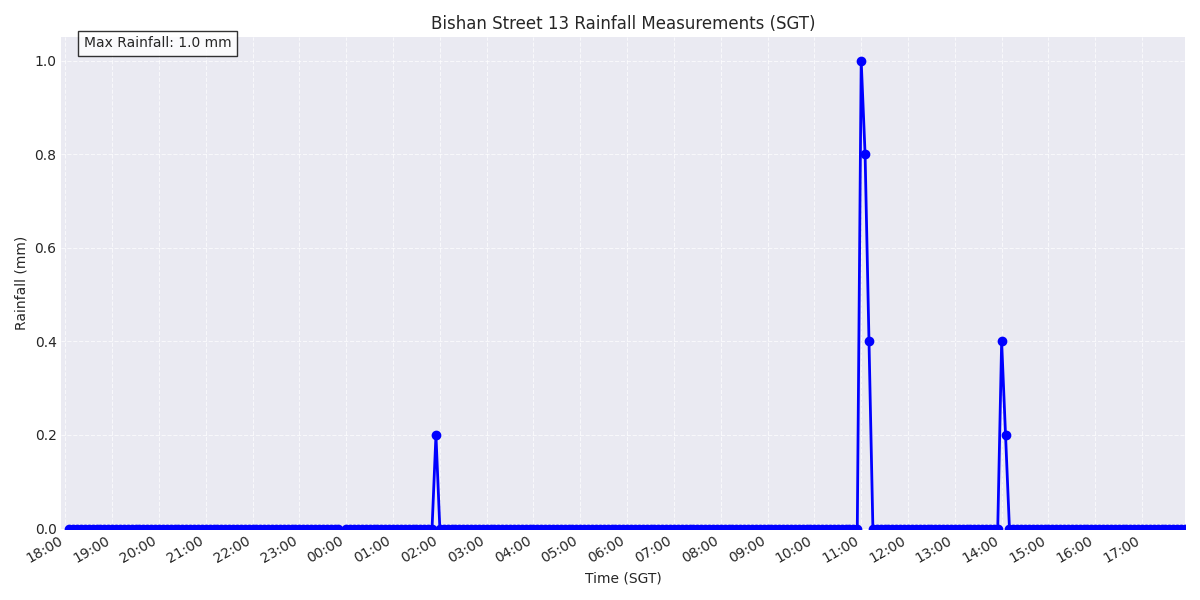 Bishan Street 13 Rainfall Measurements (SGT)
Max Rainfall: 1.0 mm
Rainfall (mm)
1.0
0.8
0.6
0.4
0.2
0.0
18:00 19:00 20:00 21:00 22:00 23:00 00:00 01:00 02:00 03:00 04:00 05:00 06:00 07:00 08:00 09:00 10:00 11:00 12:00 13:00 14:00 15:00 16:00 17:00
Time (SGT)